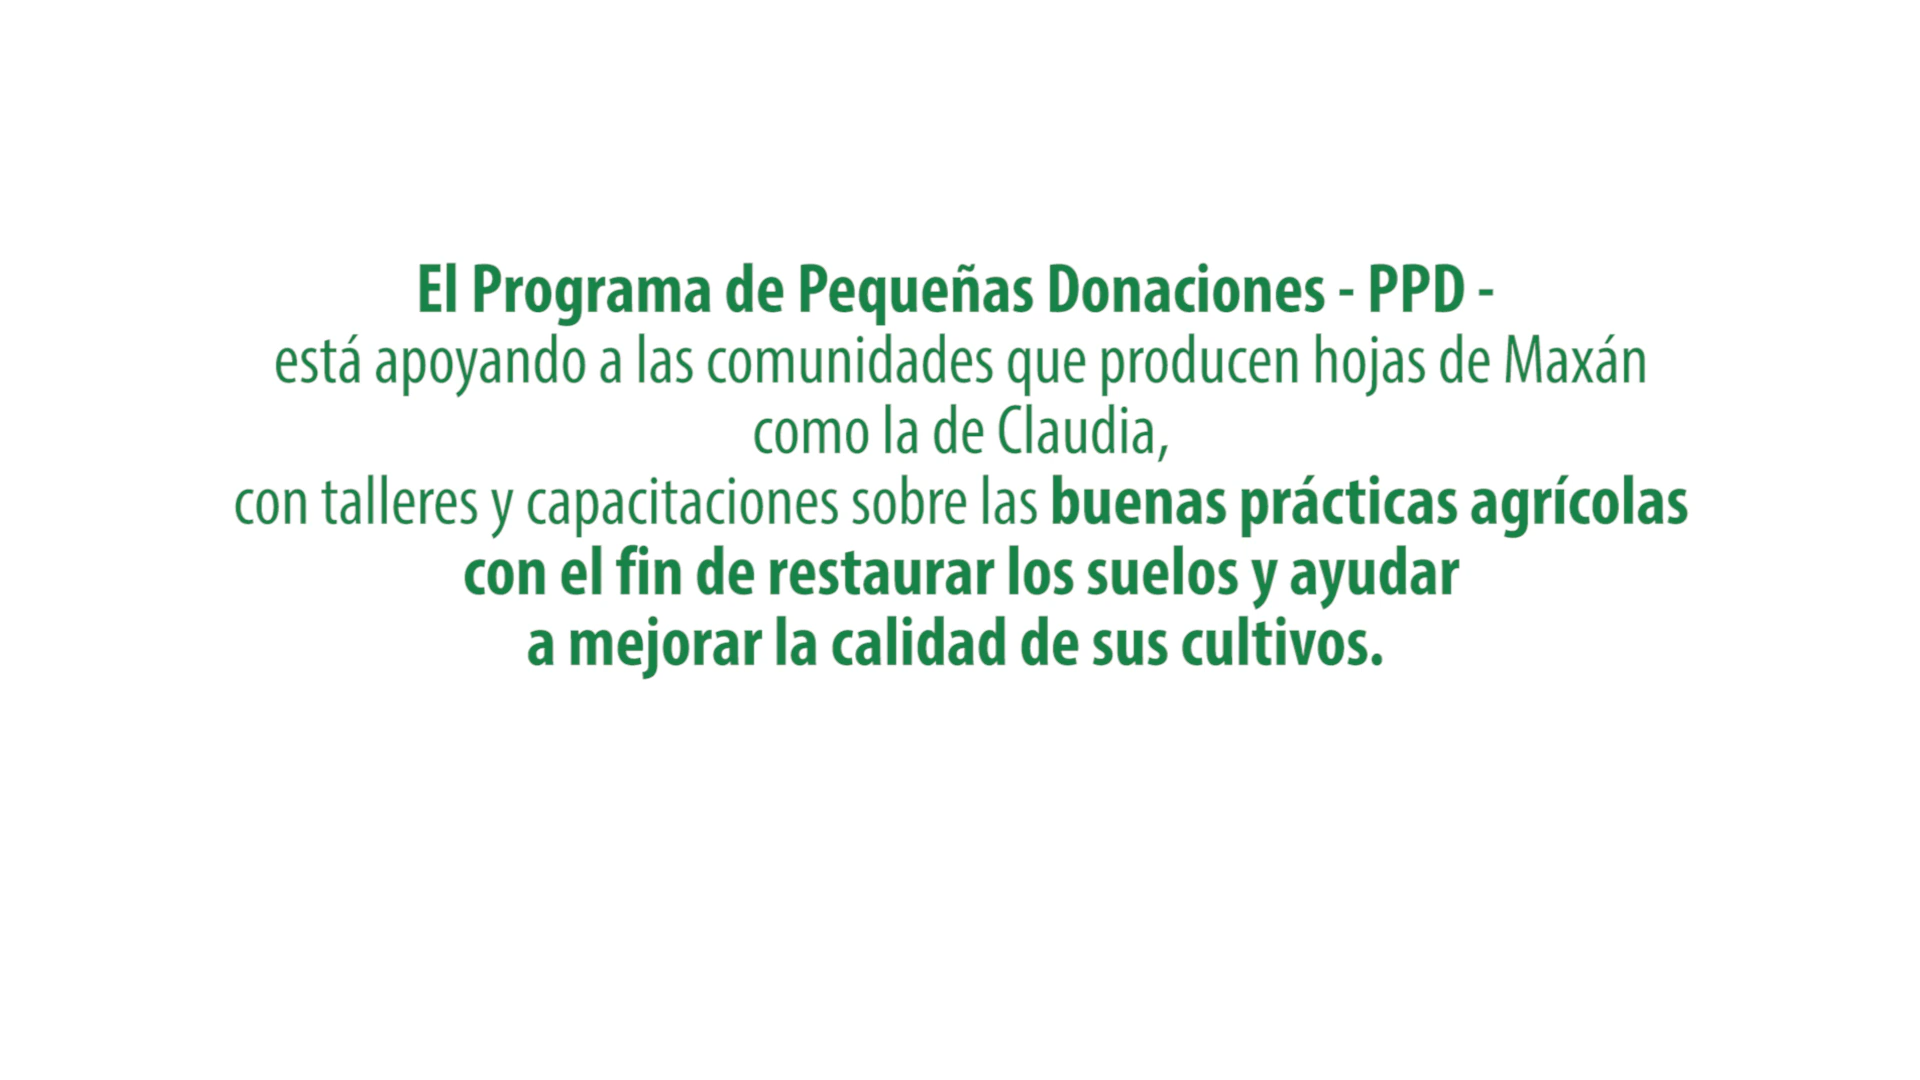 El Programa de Pequeñas Donaciones - PPD -
está apoyando a las comunidades que producen hojas de Maxán
como la de Claudia,
con talleres y capacitaciones sobre las buenas prácticas agrícolas
con el fin de restaurar los suelos y ayudar
a mejorar la calidad de sus cultivos.